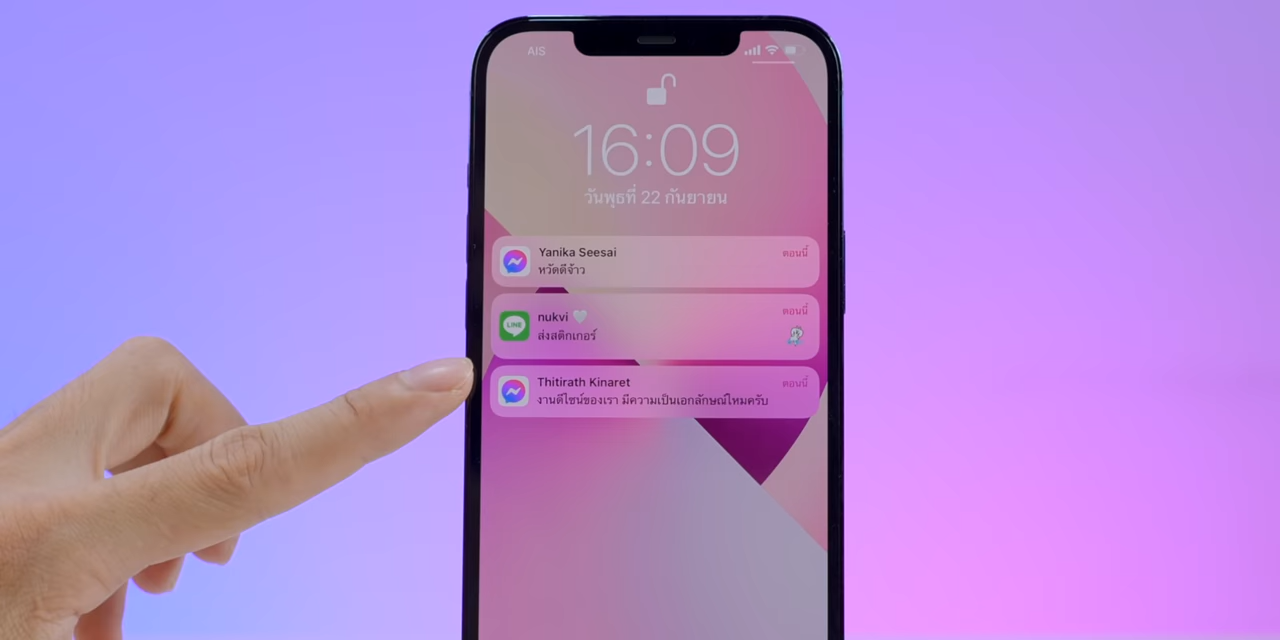 AIS
16:09
วันพุธที่ 22 กันยายน
Yanika Seesai
ตอนนี้
หวัดดีจ้าว
nukvi 🤍
ตอนนี้
LINE
ส่งสติกเกอร์
Thitirath Kinaret
ตอนนี้
งานดีไซน์ของเรา มีความเป็นเอกลักษณ์ไหมครับ